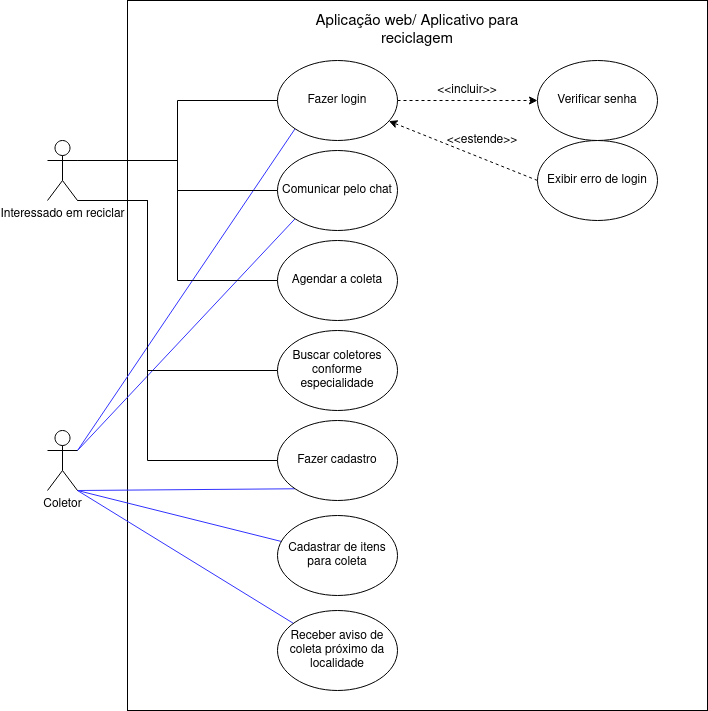 Aplicação web/ Aplicativo para
reciclagem
Fazer login
<<incluir>>
Verificar senha
<<estende>>
Exibir erro de login
Comunicar pelo chat
Interessado em reciclar
Agendar a coleta
Buscar coletores
conforme
especialidade
Fazer cadastro
Coletor
Cadastrar de itens
para coleta
Receber aviso de
coleta próximo da
localidade